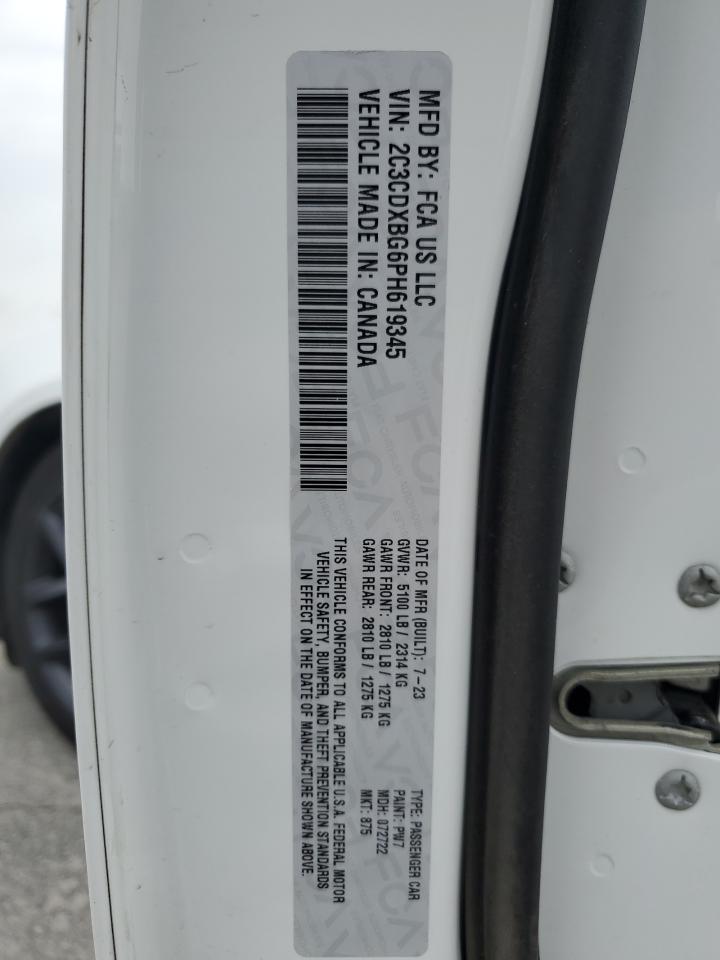 MFD BY: FCA US LLC
VIN: 2C3CDXBG6PH619345
VEHICLE MADE IN: CANADA
DATE OF MFR (BUILT): 7-23
GVWR: 5100 LB / 2314 KG
GAWR FRONT: 2810 LB / 1275 KG
GAWR REAR: 2810 LB / 1275 KG
TYPE: PASSENGER CAR
PAINT: PW7
MDH: 072722
MKT: 875
THIS VEHICLE CONFORMS TO ALL APPLICABLE U.S.A. FEDERAL MOTOR
VEHICLE SAFETY, BUMPER, AND THEFT PREVENTION STANDARDS
IN EFFECT ON THE DATE OF MANUFACTURE SHOWN ABOVE.
FCA
FCA
FCA